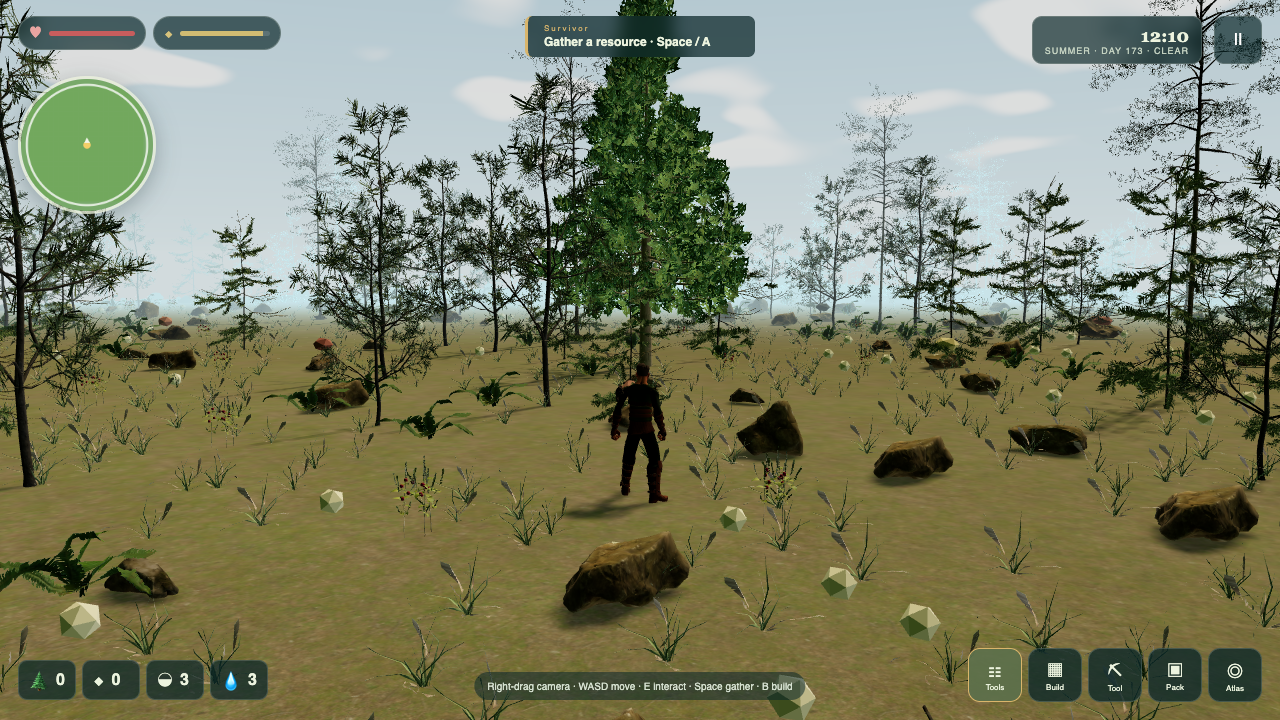 Survivor
Gather a resource · Space / A
12:10
SUMMER · DAY 173 · CLEAR
0
0
3
3
Right-drag camera · WASD move · E interact · Space gather · B build
Tools
Build
Tool
Pack
Atlas